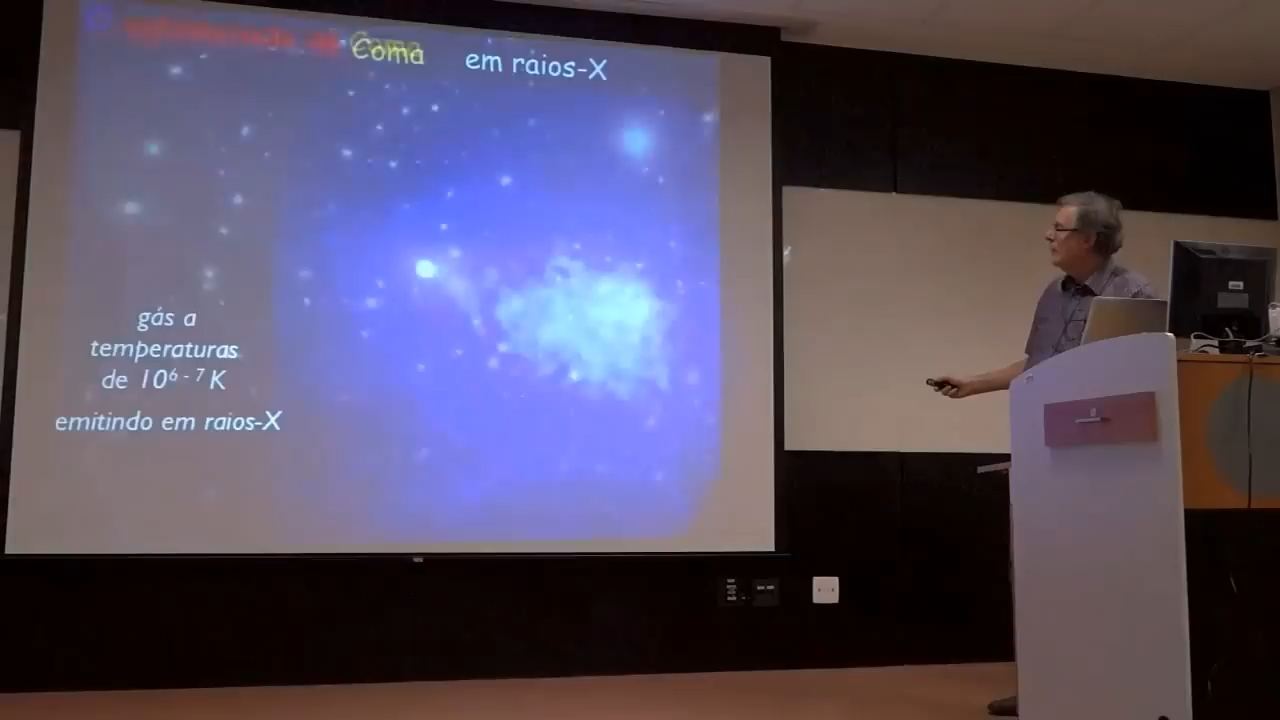 Coma em raios-X
gás a
temperaturas
de 10⁶⁻⁷ K
emitindo em raios-X